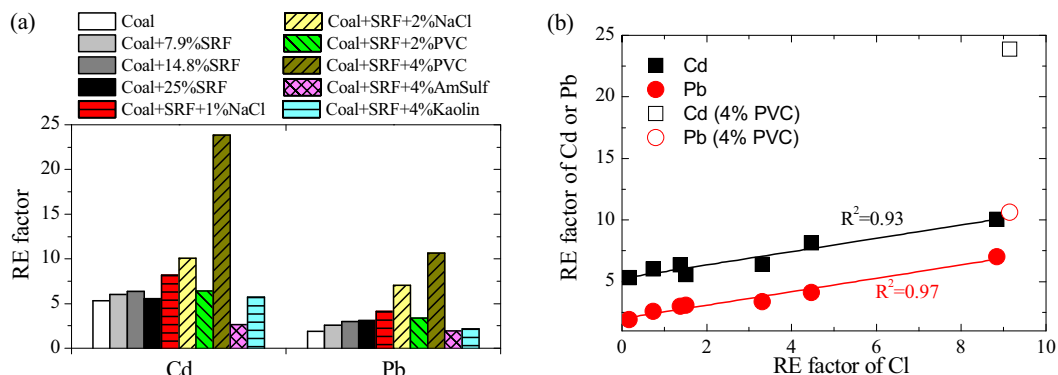 (a)
Coal
Coal+7.9%SRF
Coal+14.8%SRF
Coal+25%SRF
Coal+SRF+1%NaCl
Coal+SRF+2%NaCl
Coal+SRF+2%PVC
Coal+SRF+4%PVC
Coal+SRF+4%AmSulf
Coal+SRF+4%Kaolin
25
20
15
10
5
0
RE factor
Cd
Pb
(b)
25
20
15
10
5
RE factor of Cd or Pb
Cd
Pb
Cd (4% PVC)
Pb (4% PVC)
R²=0.93
R²=0.97
0
2
4
6
8
10
RE factor of Cl